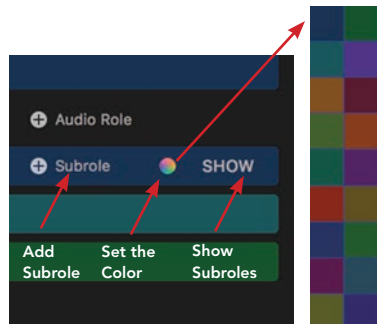 Audio Role
Subrole SHOW
Add Set the Show
Subrole Color Subroles